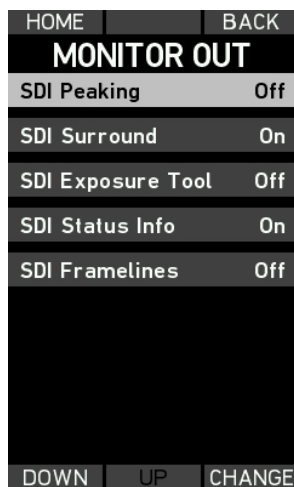 HOME BACK
MONITOR OUT
SDI Peaking Off
SDI Surround On
SDI Exposure Tool Off
SDI Status Info On
SDI Framelines Off
DOWN UP CHANGE